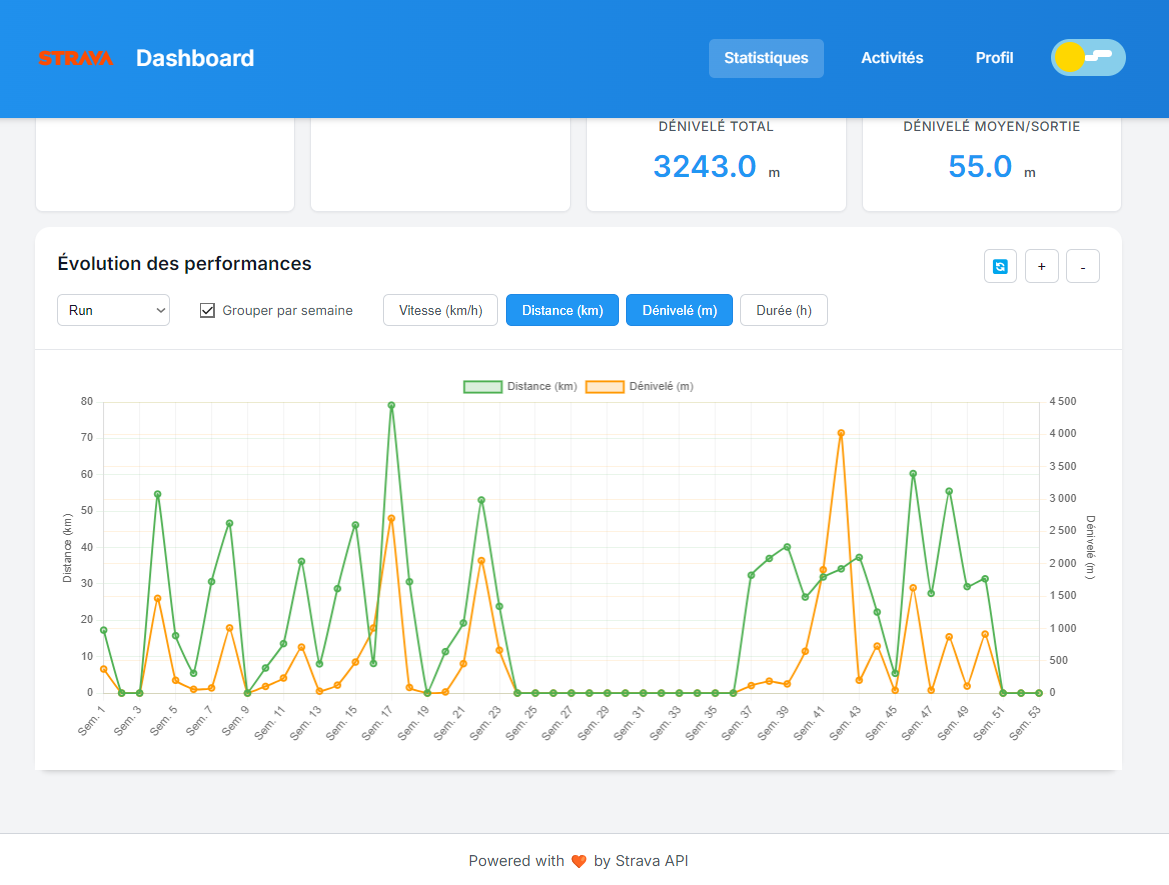 STRAVA Dashboard Statistiques Activités Profil
DÉNIVELÉ TOTAL DÉNIVELÉ MOYEN/SORTIE
3243.0 m 55.0 m
Évolution des performances + -
Run Grouper par semaine Vitesse (km/h) Distance (km) Dénivelé (m) Durée (h)
Distance (km) Dénivelé (m)
80 4 500
70 4 000
60 3 500
50 3 000
40 2 500
30 2 000
20 1 500
10 1 000
0 500
0
Distance (km)
Dénivelé (m)
Sem. 1 Sem. 3 Sem. 5 Sem. 7 Sem. 9 Sem. 11 Sem. 13 Sem. 15 Sem. 17 Sem. 19 Sem. 21 Sem. 23 Sem. 25 Sem. 27 Sem. 29 Sem. 31 Sem. 33 Sem. 35 Sem. 37 Sem. 39 Sem. 41 Sem. 43 Sem. 45 Sem. 47 Sem. 49 Sem. 51 Sem. 53
Powered with ❤️ by Strava API